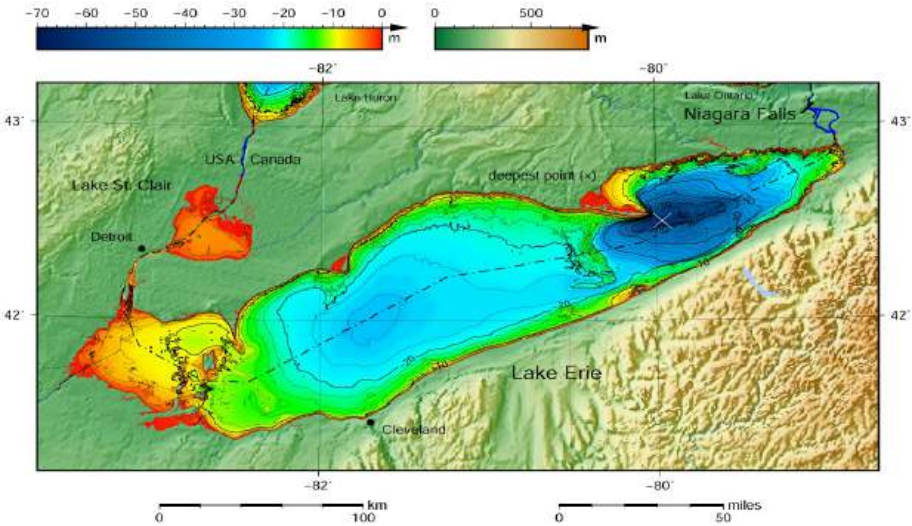 −70 −60 −50 −40 −30 −20 −10 0
m
0 500
m
−82˚ −80˚
43˚ 43˚
Lake Huron
Lake Ontario
Niagara Falls
USA Canada
deepest point (×)
Lake St. Clair
Detroit
42˚ 42˚
20
10
Lake Erie
Cleveland
−82˚ −80˚
km
0 100
miles
0 50